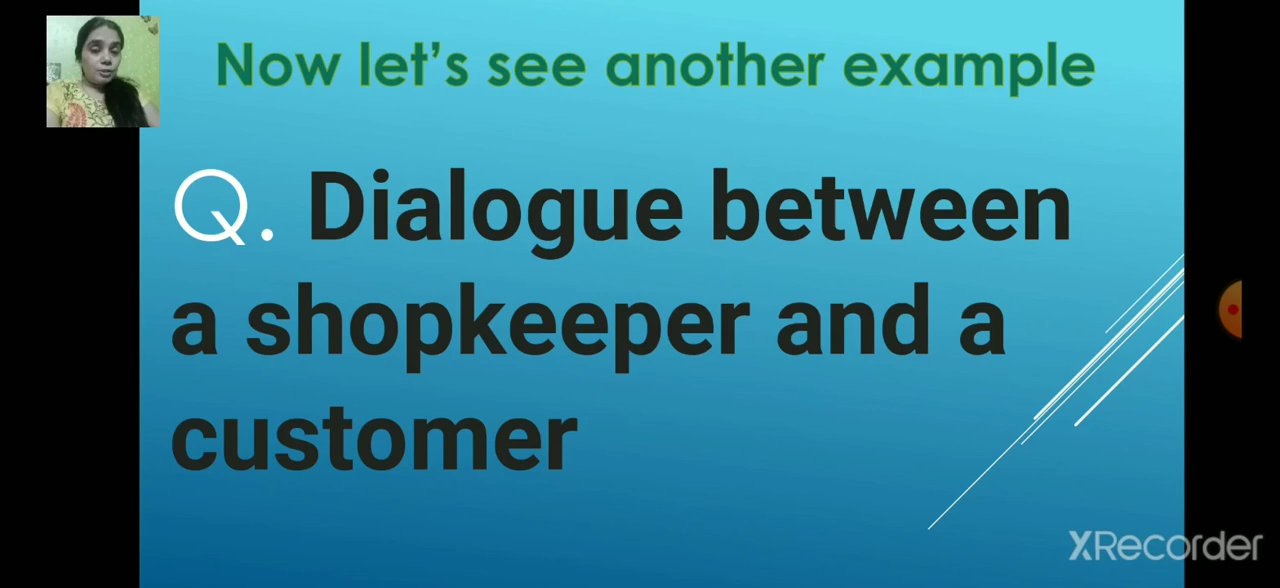 Now let's see another example
Q. Dialogue between
a shopkeeper and a
customer
XRecorder